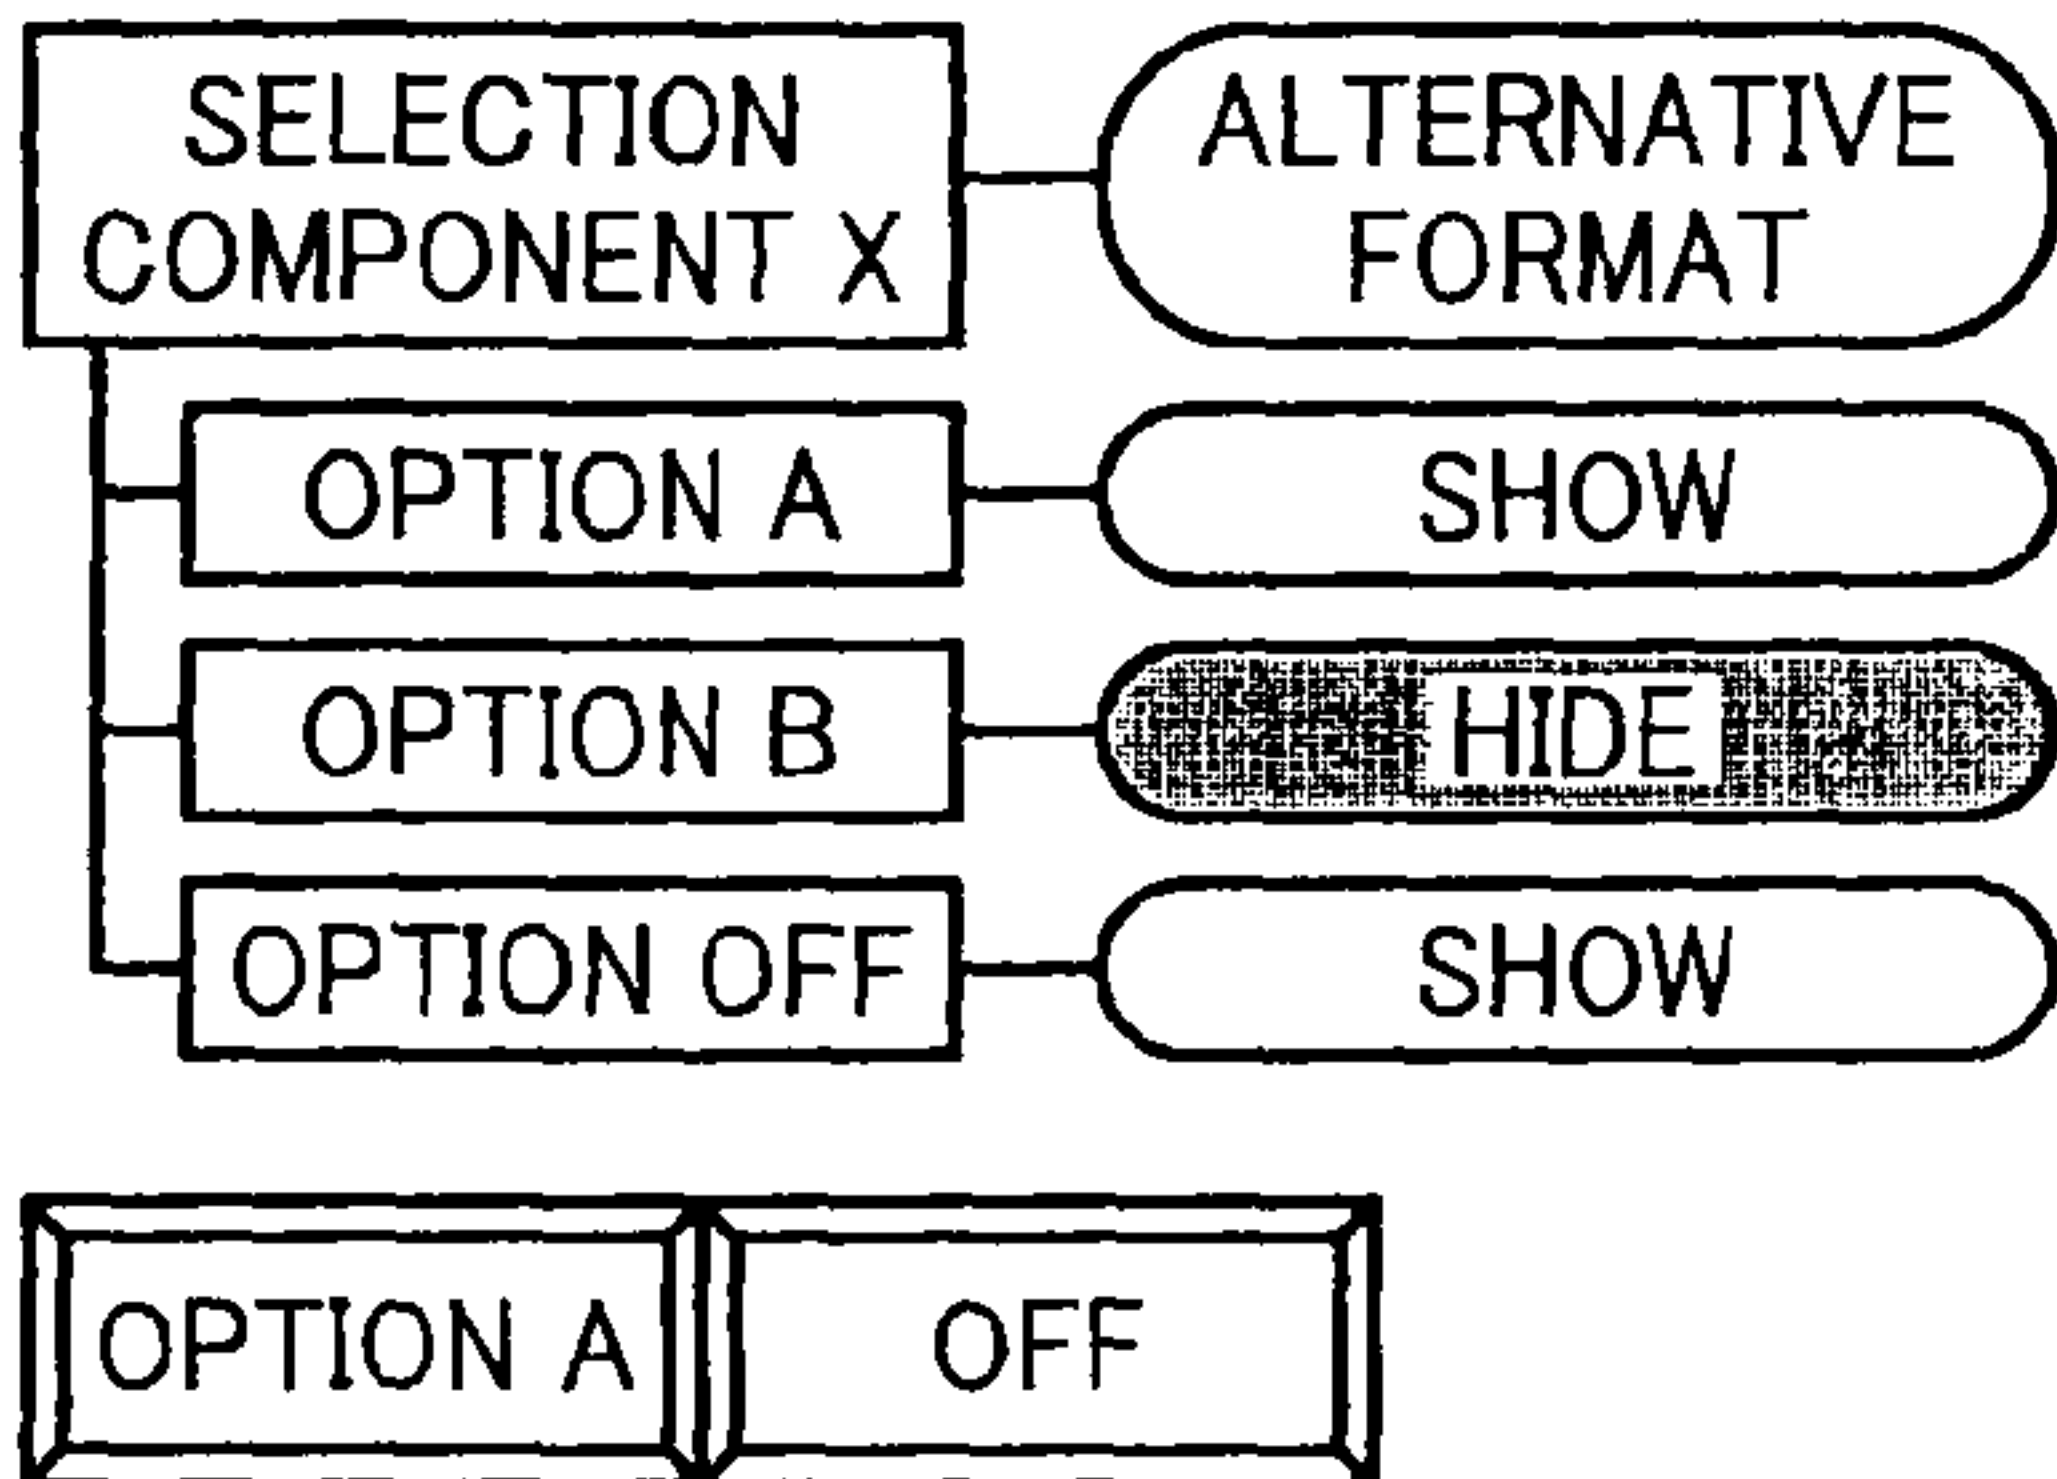 SELECTION
COMPONENT X
ALTERNATIVE
FORMAT
OPTION A
SHOW
OPTION B
HIDE
OPTION OFF
SHOW
OPTION A
OFF